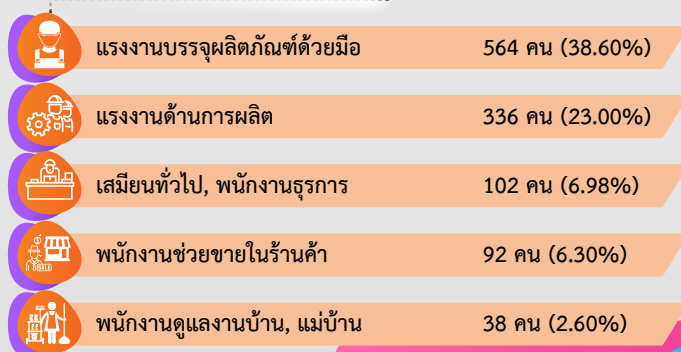 แรงงานบรรจุผลิตภัณฑ์ด้วยมือ 564 คน (38.60%)
แรงงานด้านการผลิต 336 คน (23.00%)
เสมียนทั่วไป, พนักงานธุรการ 102 คน (6.98%)
พนักงานช่วยขายในร้านค้า 92 คน (6.30%)
พนักงานดูแลงานบ้าน, แม่บ้าน 38 คน (2.60%)